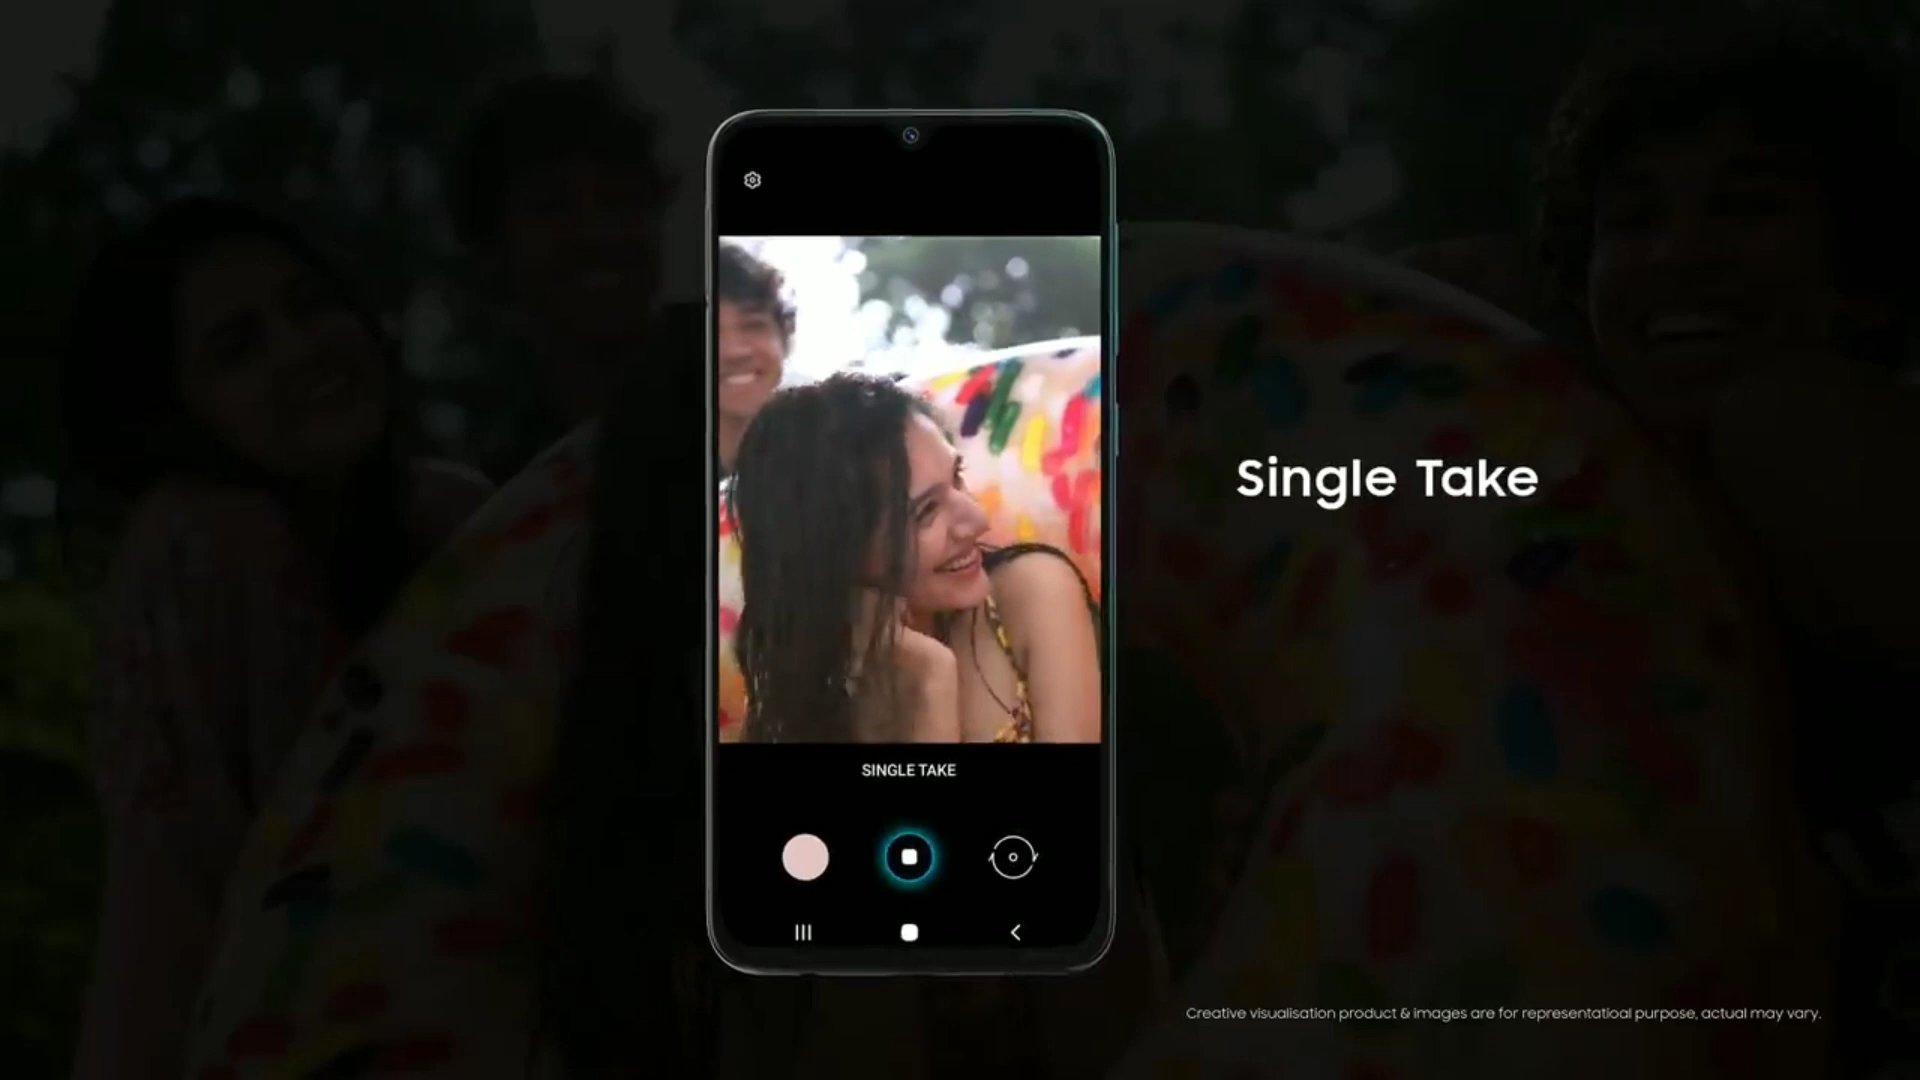 Single Take
SINGLE TAKE
Creative visualisation product & images are for representatioal purpose, actual may vary.